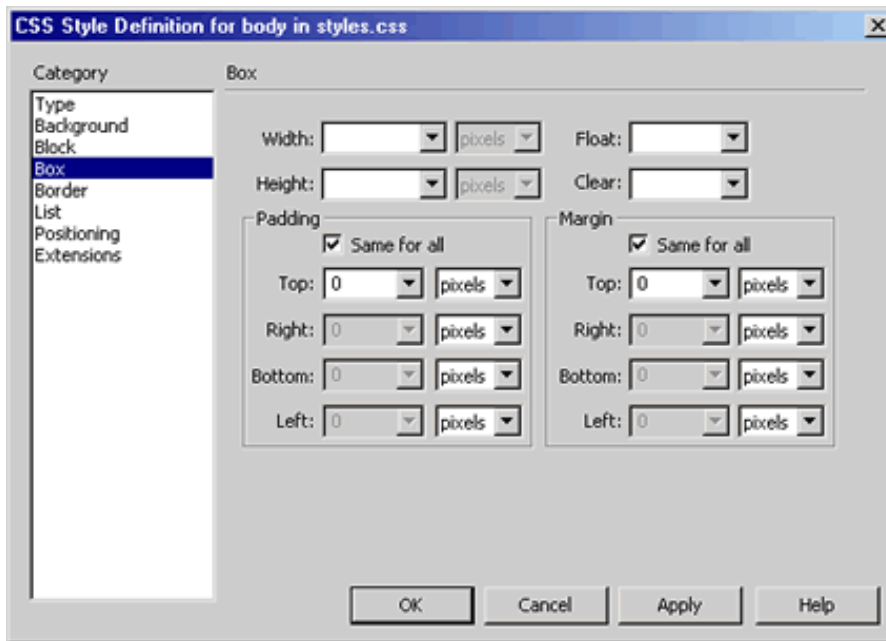 CSS Style Definition for body in styles.css
Category
Box
Type
Background
Block
Box
Border
List
Positioning
Extensions
Width: pixels Float:
Height: pixels Clear:
Padding Margin
Same for all Same for all
Top: 0 pixels Top: 0 pixels
Right: 0 pixels Right: 0 pixels
Bottom: 0 pixels Bottom: 0 pixels
Left: 0 pixels Left: 0 pixels
OK Cancel Apply Help